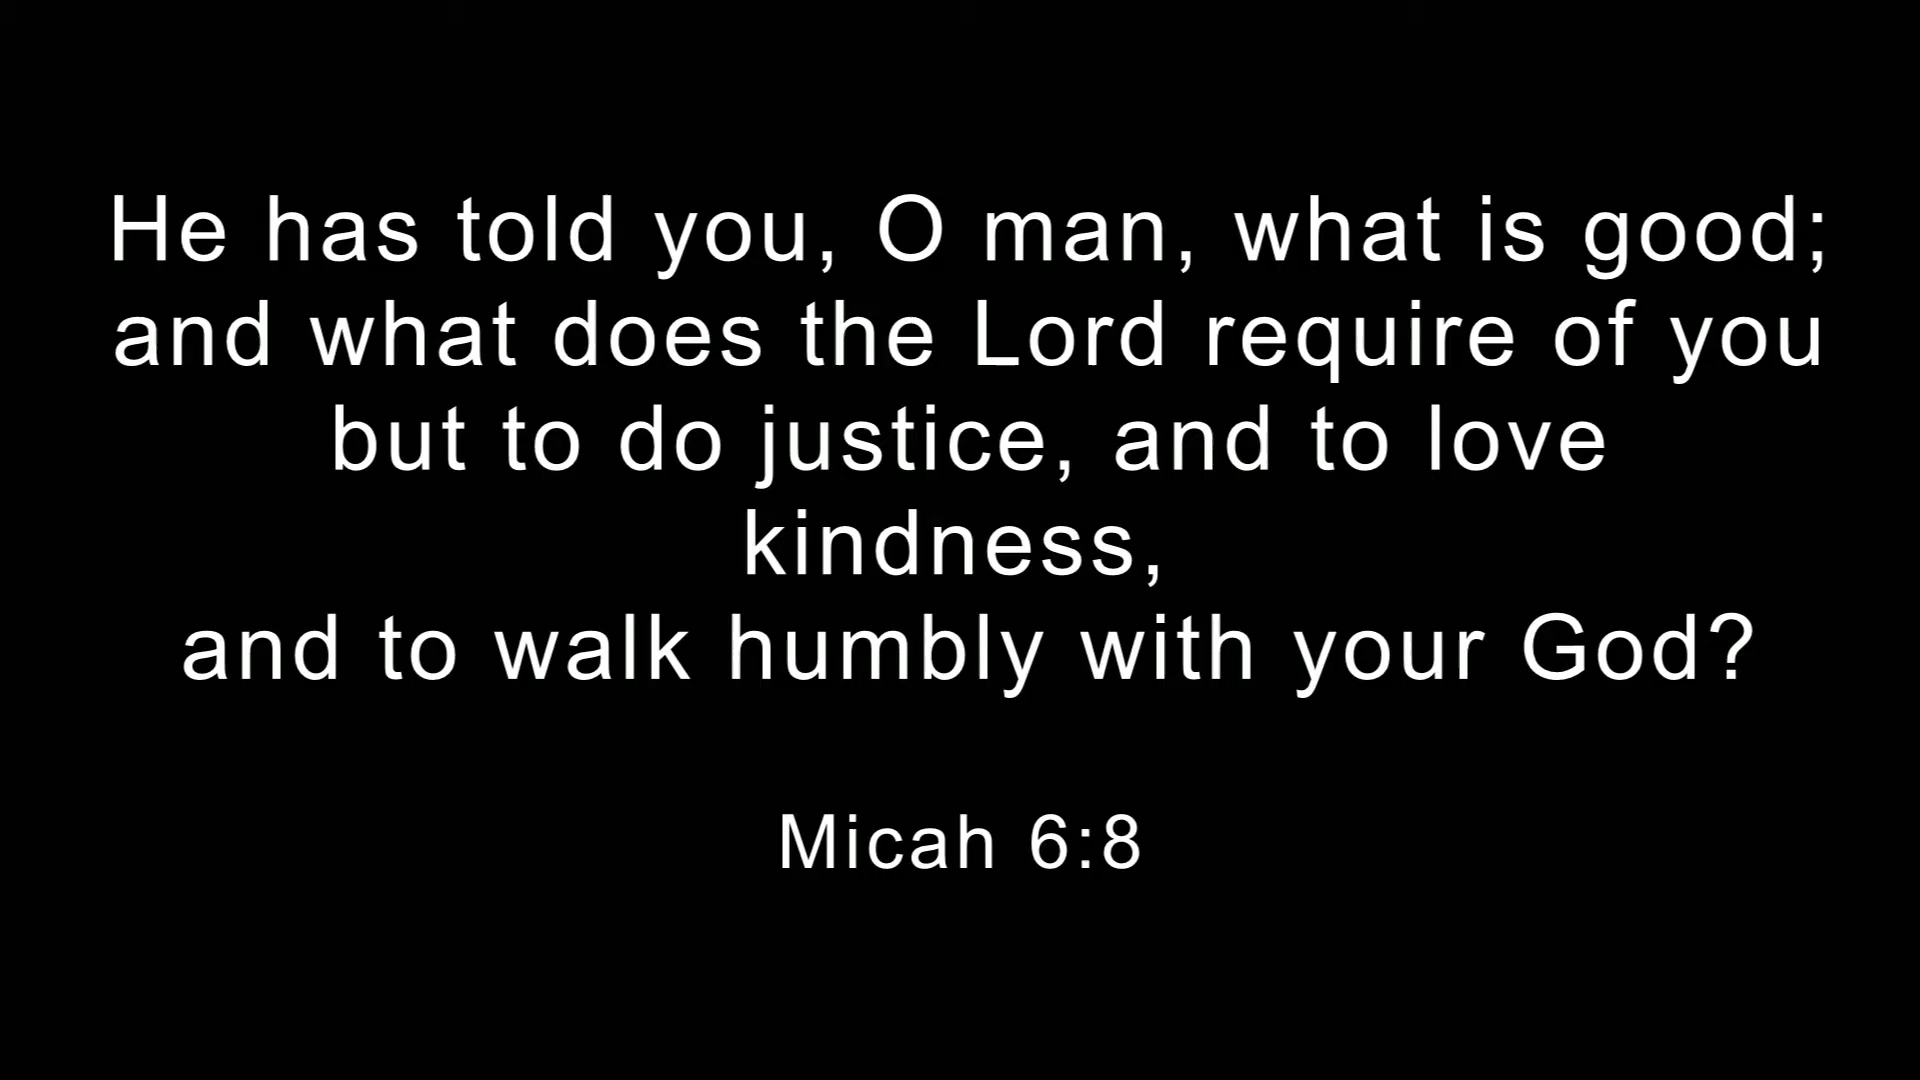 He has told you, O man, what is good;
and what does the Lord require of you
but to do justice, and to love
kindness,
and to walk humbly with your God?
Micah 6:8